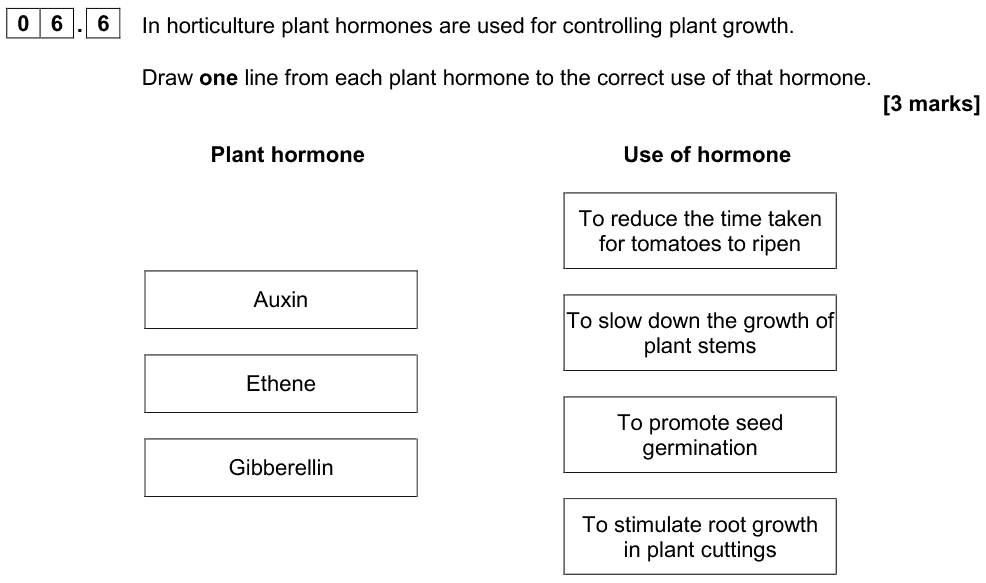 06.6 In horticulture plant hormones are used for controlling plant growth.
Draw one line from each plant hormone to the correct use of that hormone.
[3 marks]
Plant hormone
Use of hormone
Auxin
Ethene
Gibberellin
To reduce the time taken
for tomatoes to ripen
To slow down the growth of
plant stems
To promote seed
germination
To stimulate root growth
in plant cuttings